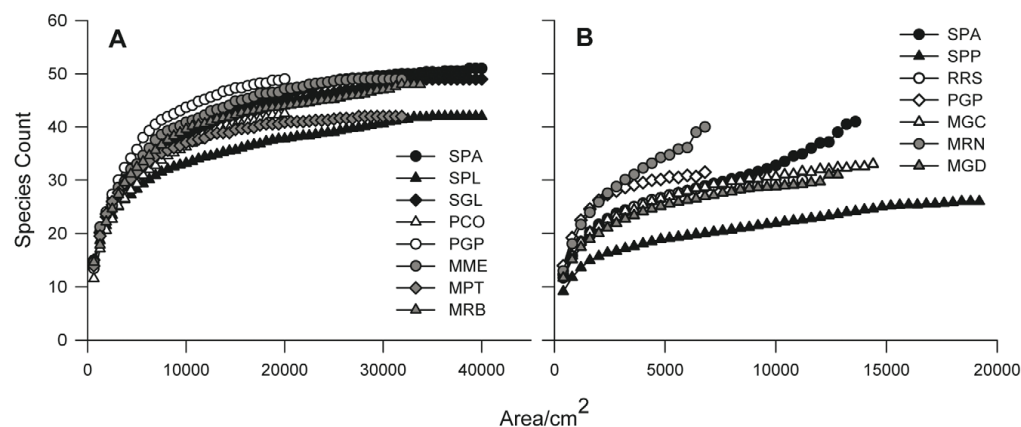 A
B
60
50
40
30
20
10
0
Species Count
SPA
SPL
SGL
PCO
PGP
MME
MPT
MRB
SPA
SPP
RRS
PGP
MGC
MRN
MGD
0 10000 20000 30000 40000
0 5000 10000 15000 20000
Area/cm²